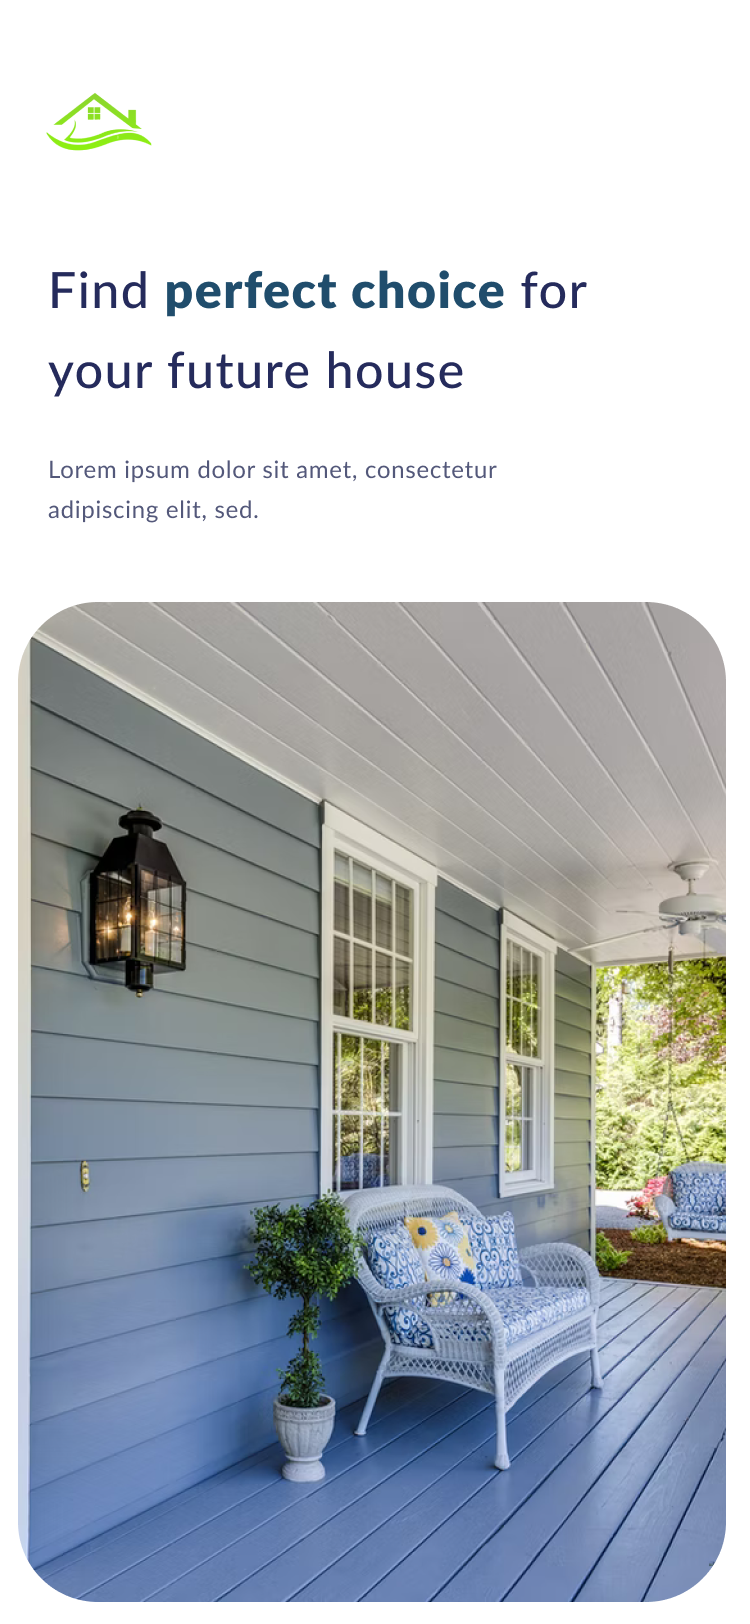 Find perfect choice for
your future house
Lorem ipsum dolor sit amet, consectetur
adipiscing elit, sed.